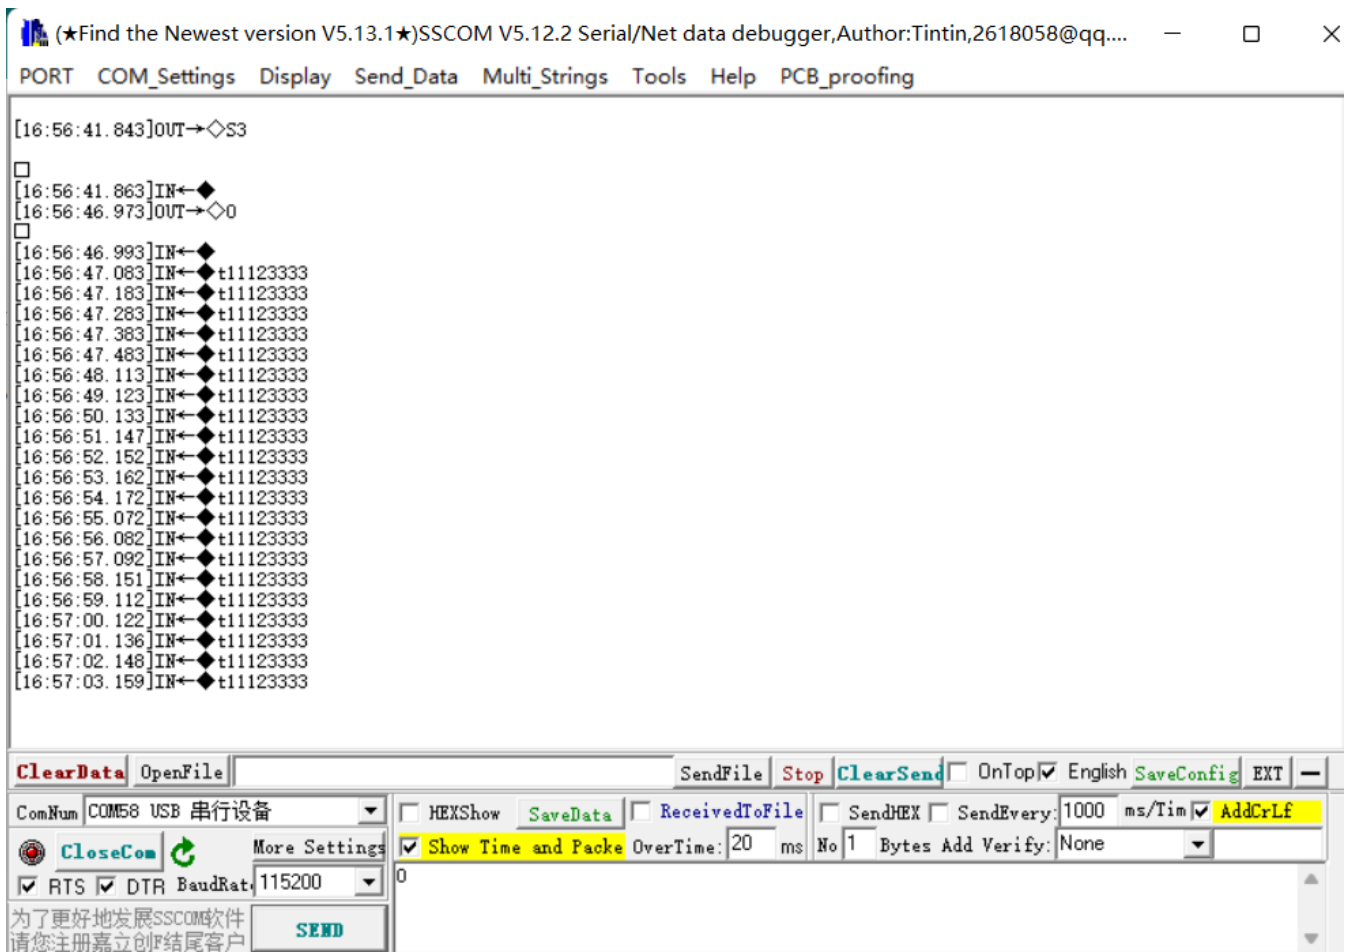 (★Find the Newest version V5.13.1★)SSCOM V5.12.2 Serial/Net data debugger,Author:Tintin,2618058@qq....
PORT COM_Settings Display Send_Data Multi_Strings Tools Help PCB_proofing
[16:56:41.843]OUT→◇S3
□
[16:56:41.863]IN←◆
[16:56:46.973]OUT→◇O
□
[16:56:46.993]IN←◆
[16:56:47.083]IN←◆t11123333
[16:56:47.183]IN←◆t11123333
[16:56:47.283]IN←◆t11123333
[16:56:47.383]IN←◆t11123333
[16:56:47.483]IN←◆t11123333
[16:56:48.113]IN←◆t11123333
[16:56:49.123]IN←◆t11123333
[16:56:50.133]IN←◆t11123333
[16:56:51.147]IN←◆t11123333
[16:56:52.152]IN←◆t11123333
[16:56:53.162]IN←◆t11123333
[16:56:54.172]IN←◆t11123333
[16:56:55.072]IN←◆t11123333
[16:56:56.082]IN←◆t11123333
[16:56:57.092]IN←◆t11123333
[16:56:58.151]IN←◆t11123333
[16:56:59.112]IN←◆t11123333
[16:57:00.122]IN←◆t11123333
[16:57:01.136]IN←◆t11123333
[16:57:02.148]IN←◆t11123333
[16:57:03.159]IN←◆t11123333
ClearData OpenFile SendFile Stop ClearSend OnTop English SaveConfig EXT —
ComNum COM58 USB 串行设备 HEXShow SaveData ReceivedToFile SendHEX SendEvery: 1000 ms/Tim AddCrLf
CloseCom More Settings Show Time and Packe OverTime: 20 ms No 1 Bytes Add Verify: None
RTS DTR BaudRat 115200 O
为了更好地发展SSCOM软件
请您注册嘉立创F结尾客户 SEND